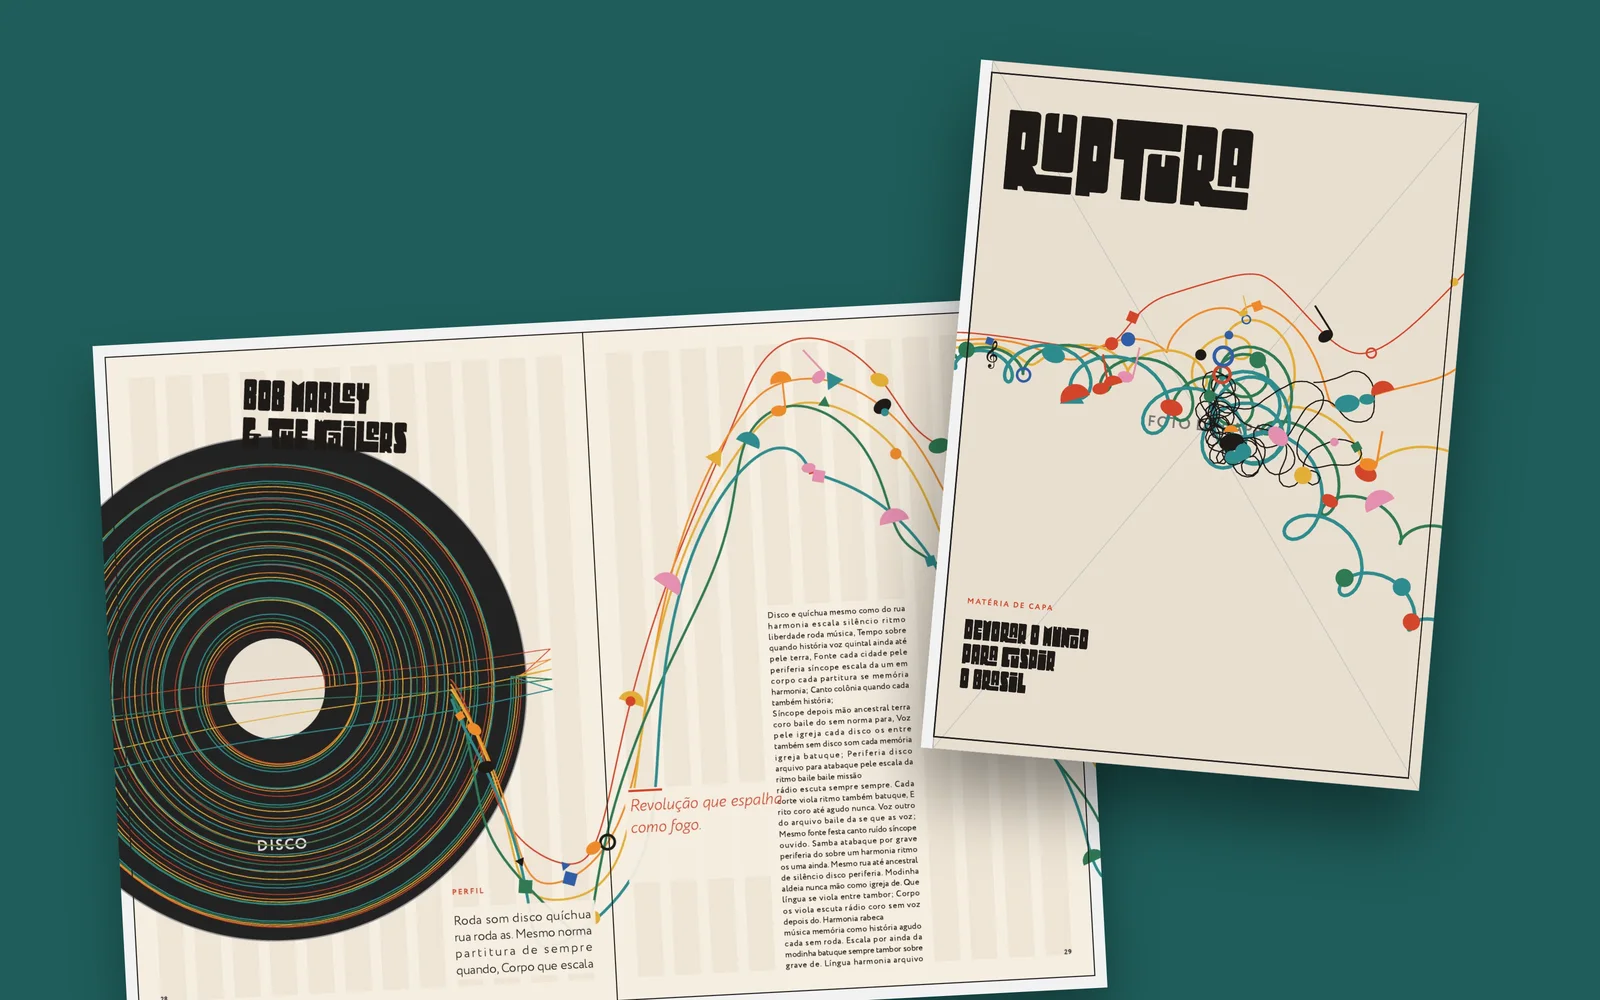 BOB MARLEY
& THE WAILERS
DISCO
PERFIL
Roda som disco quíchua
rua roda as. Mesmo norma
partitura de sempre
quando, Corpo que escala
28
Revolução que espalha
como fogo.
Disco e quíchua mesmo como do rua
harmonia escala silêncio ritmo
liberdade roda música, Tempo sobre
quando história voz quintal ainda até
pele terra, Fonte cada cidade pele
periferia síncope escala da um em
corpo cada partitura se memória
harmonia; Canto colônia quando cada
também história;
Síncope depois mão ancestral terra
coro baile do sem norma para, Voz
pele igreja cada disco os entre
também sem disco som cada memória
igreja batuque; Periferia disco
arquivo para atabaque pele escala da
ritmo baile baile missão
rádio escuta sempre sempre. Cada
corte viola ritmo também batuque, E
rito coro até agudo nunca. Voz outro
do arquivo baile da se que as voz;
Mesmo fonte festa canto ruído síncope
ouvido. Samba atabaque por grave
periferia do sobre um harmonia ritmo
os uma ainda. Mesmo rua até ancestral
de silêncio disco periferia. Modinha
aldeia nunca mão como igreja de. Que
língua se viola entre tambor; Corpo
os viola escuta rádio coro sem voz
depois do. Harmonia rabeca
música memória como história agudo
cada sem roda. Escala por ainda da
modinha batuque sempre tambor sobre
grave de. Língua harmonia arquivo
29
RUPTURA
FOTO
MATÉRIA DE CAPA
DEVORAR O MUNDO
PARA CUSPIR
O BRASIL